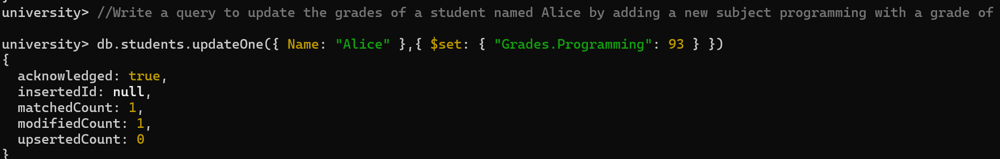 university> //Write a query to update the grades of a student named Alice by adding a new subject programming with a grade of
university> db.students.updateOne({ Name: "Alice" },{ $set: { "Grades.Programming": 93 } })
{
  acknowledged: true,
  insertedId: null,
  matchedCount: 1,
  modifiedCount: 1,
  upsertedCount: 0
}